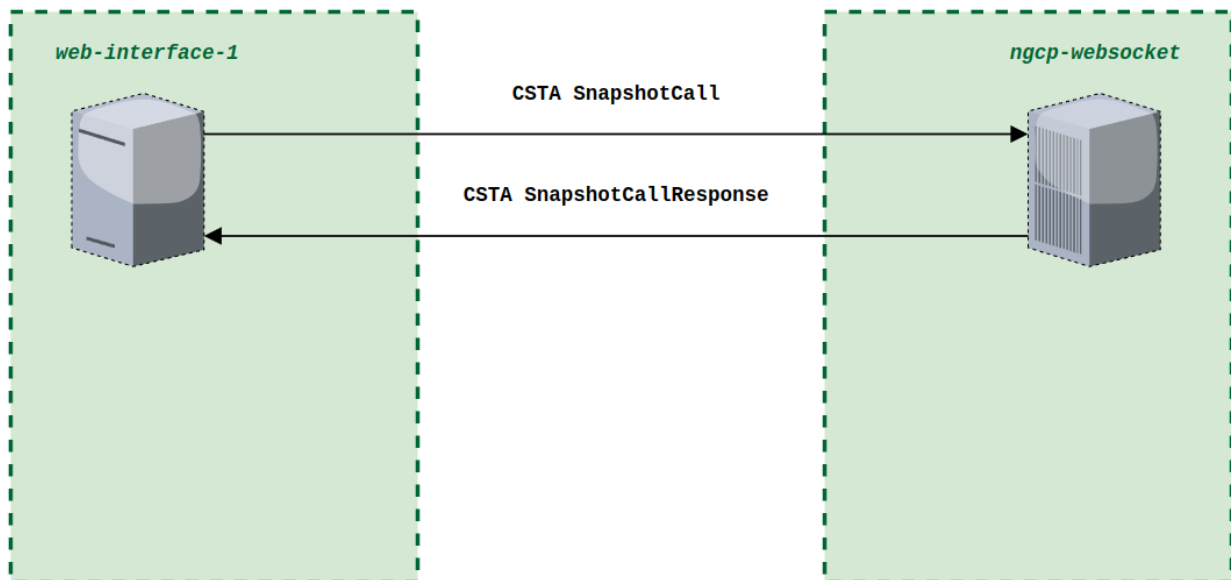 web-interface-1
ngcp-websocket
CSTA SnapshotCall
CSTA SnapshotCallResponse